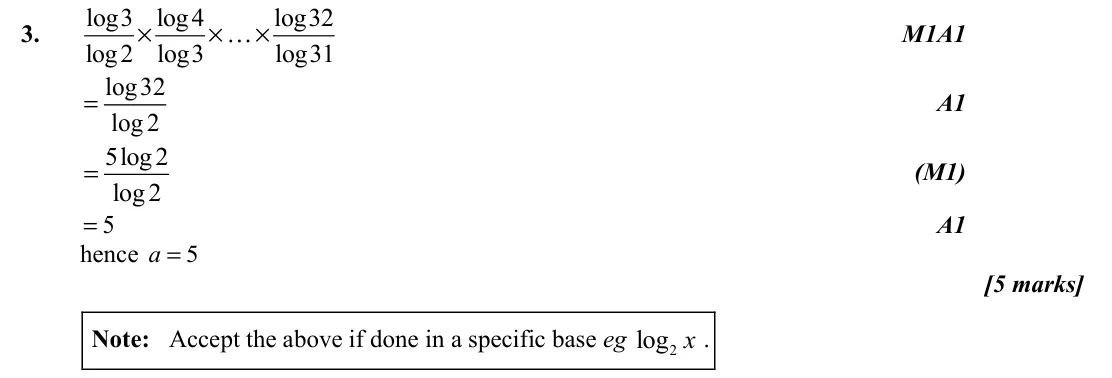 3. log3/log2 × log4/log3 × … × log32/log31 M1A1
= log32/log2 A1
= 5log2/log2 (M1)
= 5 A1
hence a = 5
[5 marks]
Note: Accept the above if done in a specific base eg log₂ x .